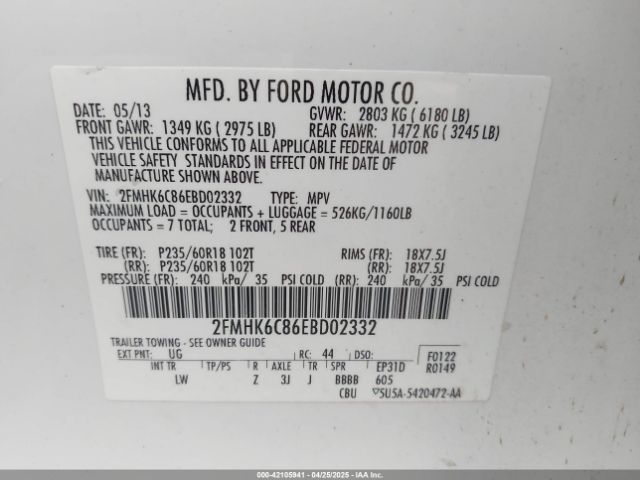 MFD. BY FORD MOTOR CO.
DATE: 05/13 GVWR: 2803 KG ( 6180 LB)
FRONT GAWR: 1349 KG ( 2975 LB) REAR GAWR: 1472 KG ( 3245 LB)
THIS VEHICLE CONFORMS TO ALL APPLICABLE FEDERAL MOTOR
VEHICLE SAFETY STANDARDS IN EFFECT ON THE DATE OF
MANUFACTURE SHOWN ABOVE.
VIN: 2FMHK6C86EBD02332 TYPE: MPV
MAXIMUM LOAD = OCCUPANTS + LUGGAGE = 526KG/1160LB
OCCUPANTS = 7 TOTAL; 2 FRONT, 5 REAR
TIRE (FR): P235/60R18 102T RIMS (FR): 18X7.5J
(RR): P235/60R18 102T (RR): 18X7.5J
PRESSURE (FR): 240 kPa/ 35 PSI COLD (RR): 240 kPa/ 35 PSI COLD
2FMHK6C86EBD02332
TRAILER TOWING - SEE OWNER GUIDE
EXT PNT: UG RC: 44 DSO: F0122
INT TR TP/PS R AXLE TR SPR EP31D R0149
LW Z 3J J BBBB 605
CBU 5U5A-5420472-AA
000-42105941 - 04/25/2025 - IAAI